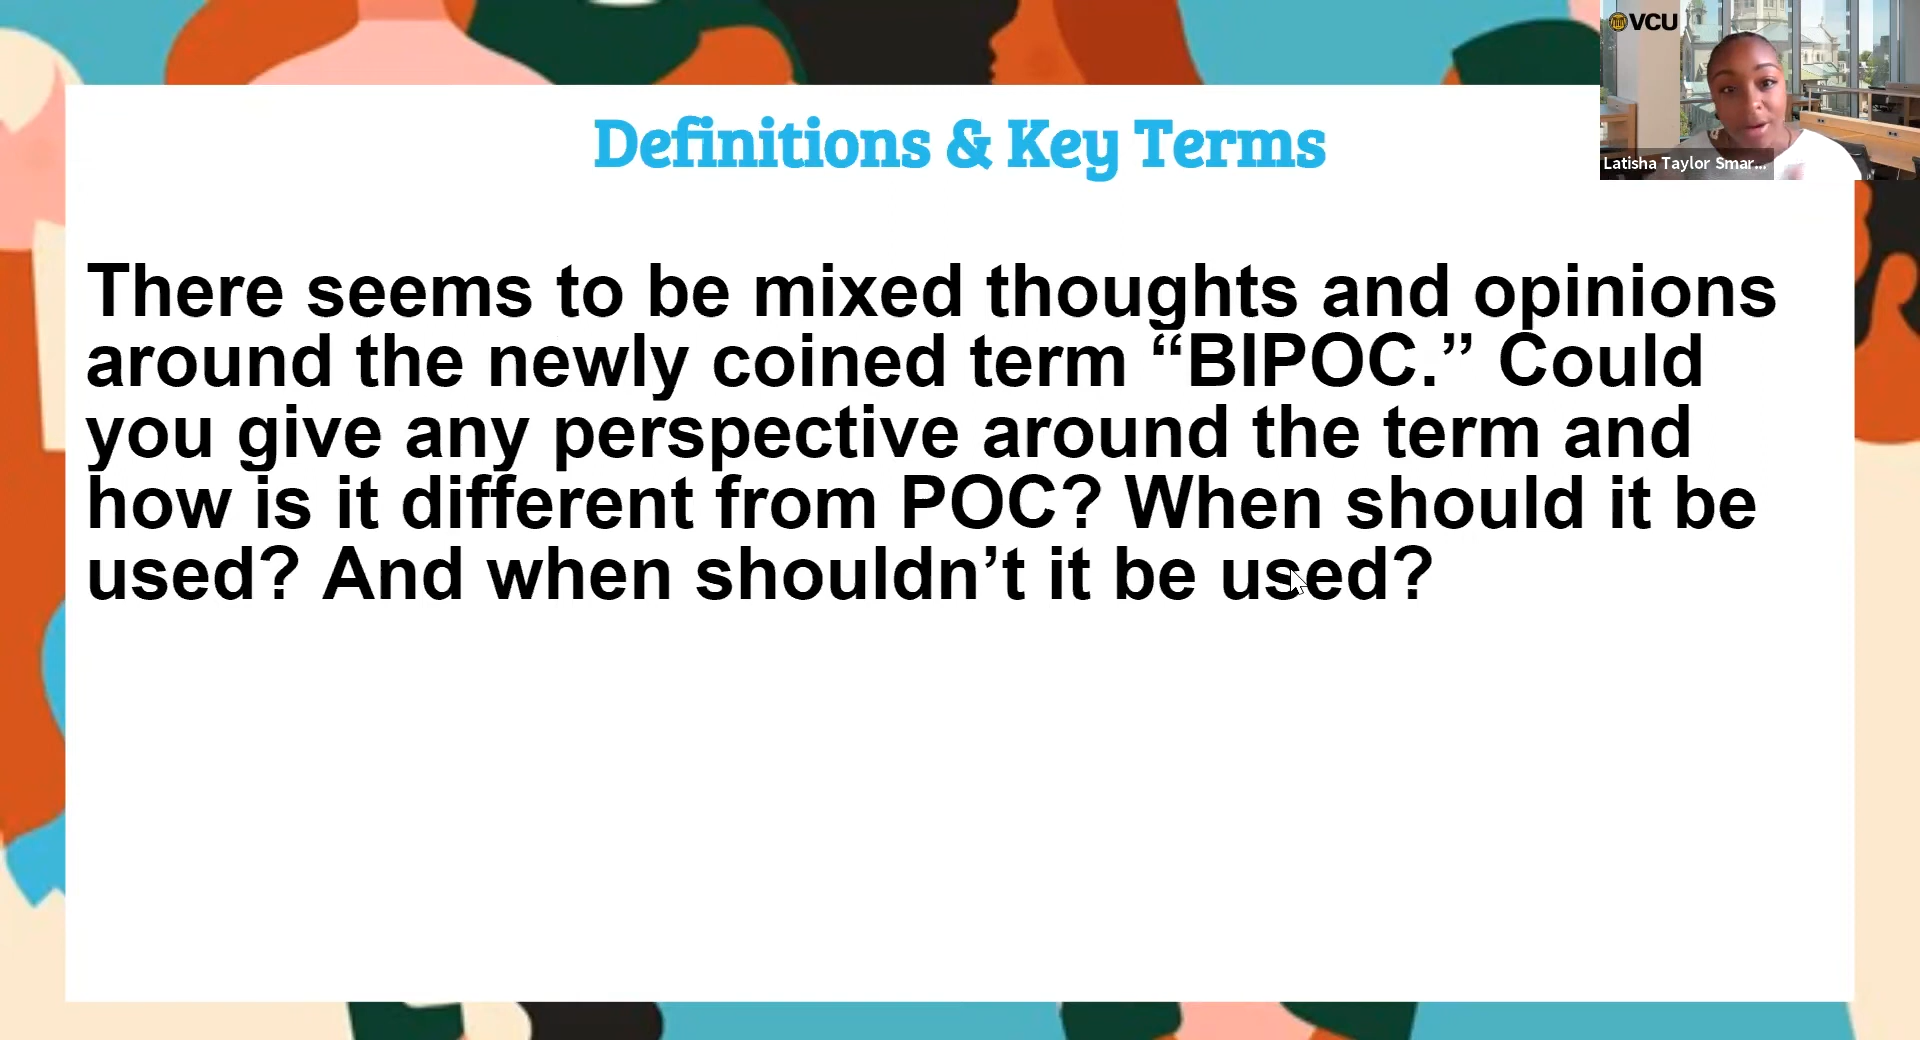 VCU
Definitions & Key Terms
Latisha Taylor Smar...
There seems to be mixed thoughts and opinions
around the newly coined term “BIPOC.” Could
you give any perspective around the term and
how is it different from POC? When should it be
used? And when shouldn’t it be used?